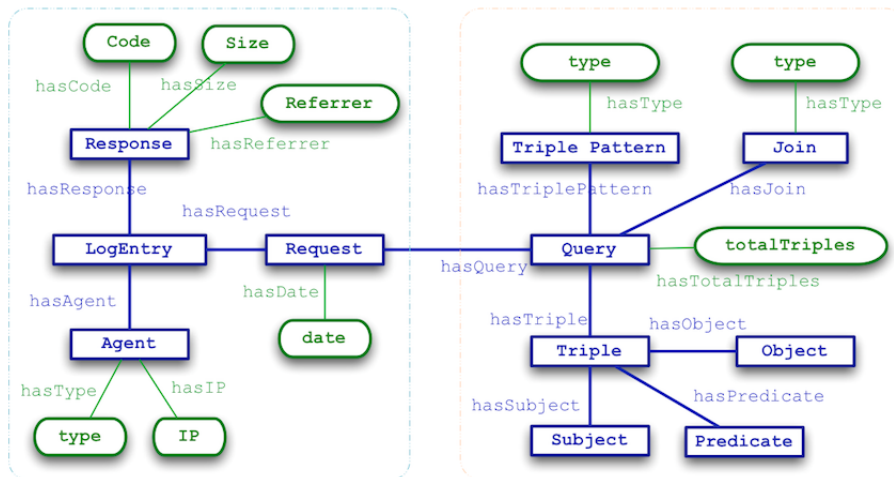 Code
Size
type
type
hasCode
hasSize
Referrer
hasType
hasType
Response
hasReferrer
Triple Pattern
Join
hasResponse
hasTriplePattern
hasJoin
hasRequest
LogEntry
Request
Query
totalTriples
hasQuery
hasTotalTriples
hasAgent
hasDate
hasTriple
hasObject
Agent
date
Triple
Object
hasType
hasIP
hasSubject
hasPredicate
type
IP
Subject
Predicate